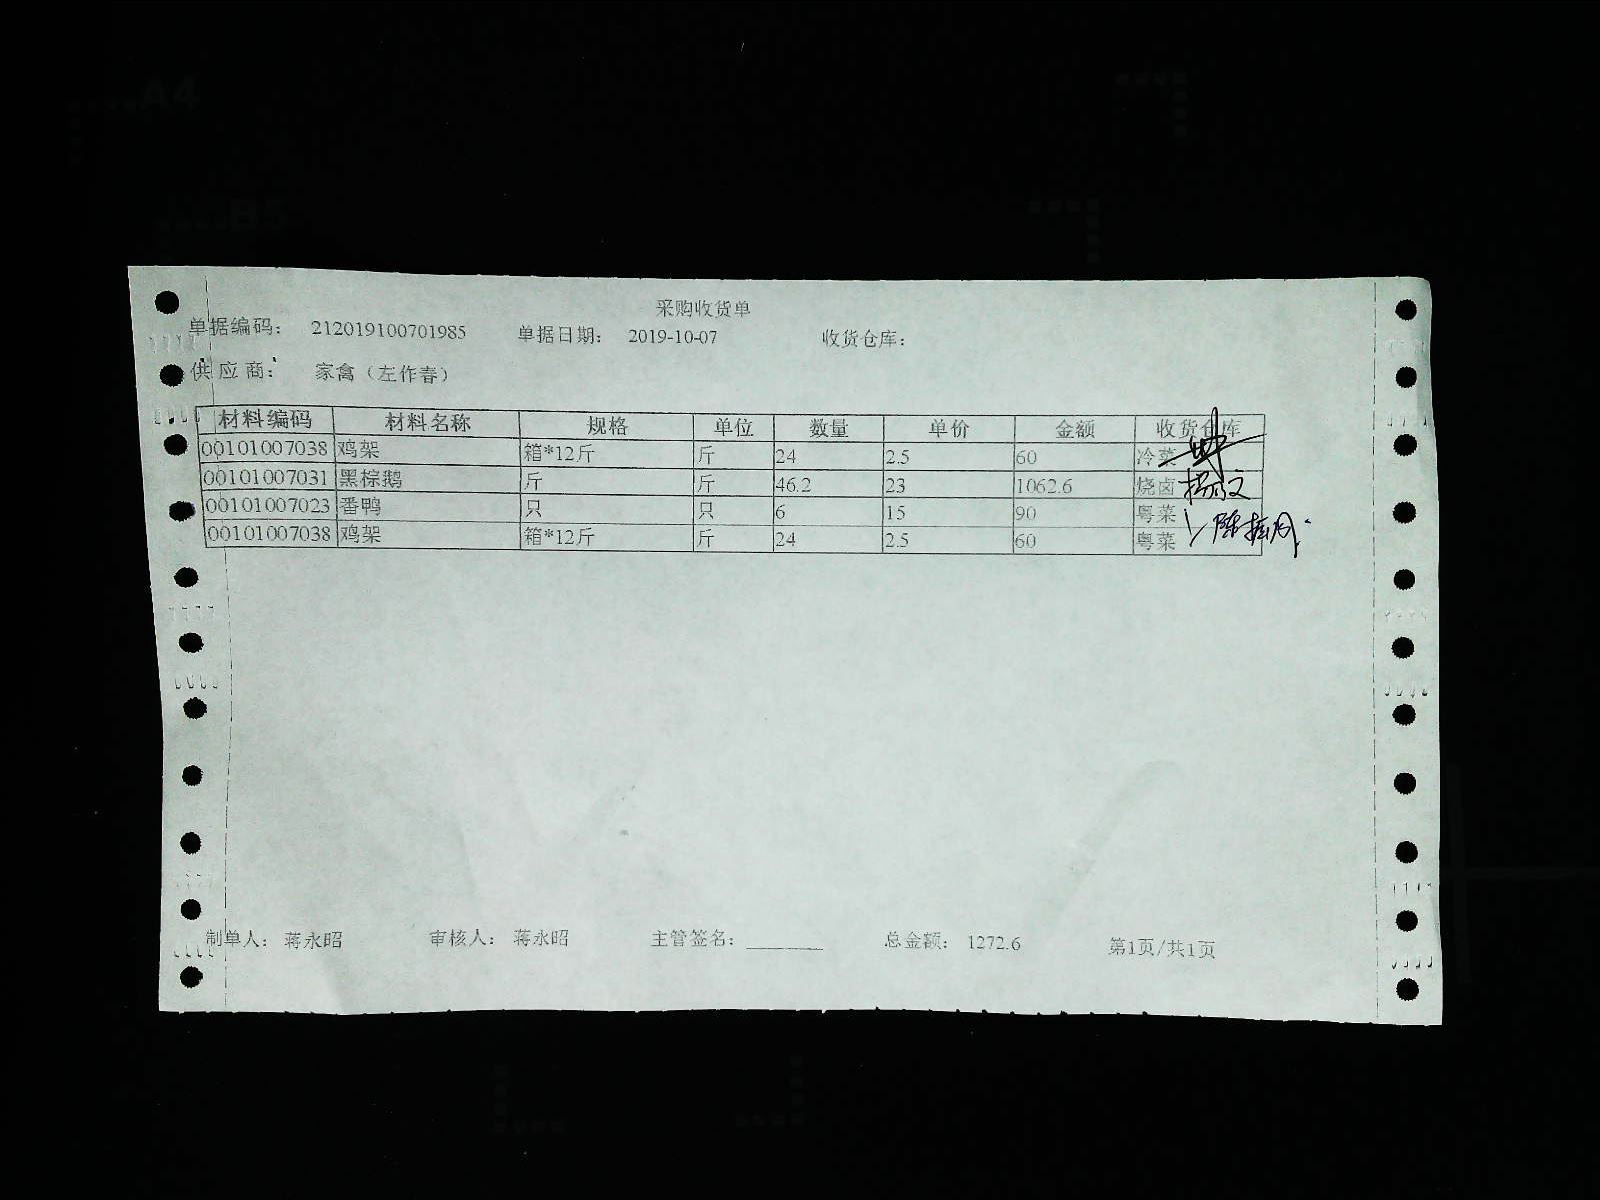 采购收货单
单据编码: 212019100701985 单据日期: 2019-10-07 收货仓库:
供应商: 家禽（左作春）
材料编码 材料名称 规格 单位 数量 单价 金额 收货仓库
00101007038 鸡架 箱*12斤 斤 24 2.5 60 冷菜
00101007031 黑棕鹅 斤 斤 46.2 23 1062.6 烧卤
00101007023 番鸭 只 只 6 15 90 粤菜
00101007038 鸡架 箱*12斤 斤 24 2.5 60 粤菜
制单人: 蒋永昭 审核人: 蒋永昭 主管签名: 总金额: 1272.6 第1页/共1页